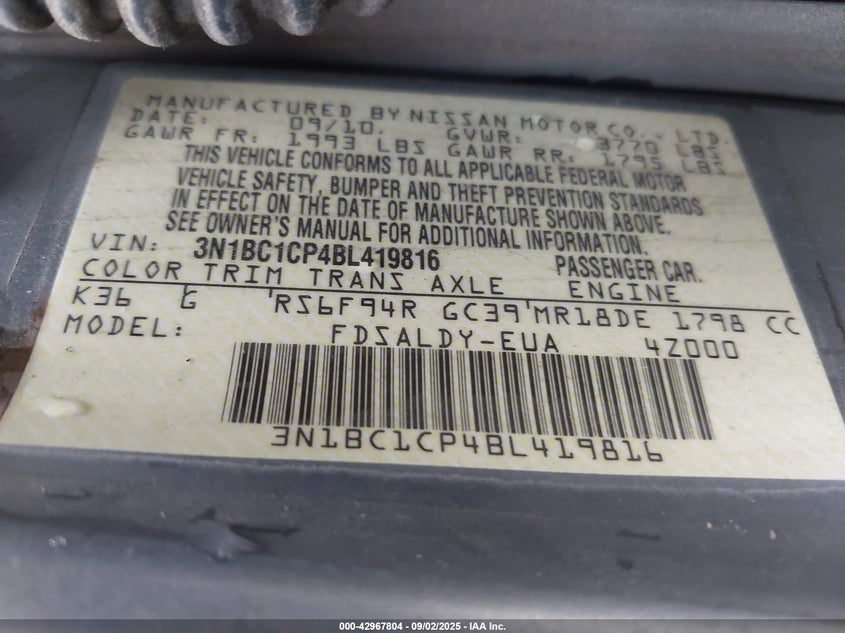 MANUFACTURED BY NISSAN MOTOR CO., LTD.
DATE: 09/10. GVWR: 3770 LBS
GAWR FR: 1993 LBS GAWR RR: 1795 LBS
THIS VEHICLE CONFORMS TO ALL APPLICABLE FEDERAL MOTOR
VEHICLE SAFETY, BUMPER AND THEFT PREVENTION STANDARDS
IN EFFECT ON THE DATE OF MANUFACTURE SHOWN ABOVE.
SEE OWNER'S MANUAL FOR ADDITIONAL INFORMATION.
VIN: 3N1BC1CP4BL419816 PASSENGER CAR.
COLOR TRIM TRANS AXLE ENGINE
K36 G RS6F94R GC39 MR18DE 1798 CC
MODEL: FDSALDY-EUA 4Z000
3N1BC1CP4BL419816
000-42967804 | 09/02/2025 - IAA Inc.